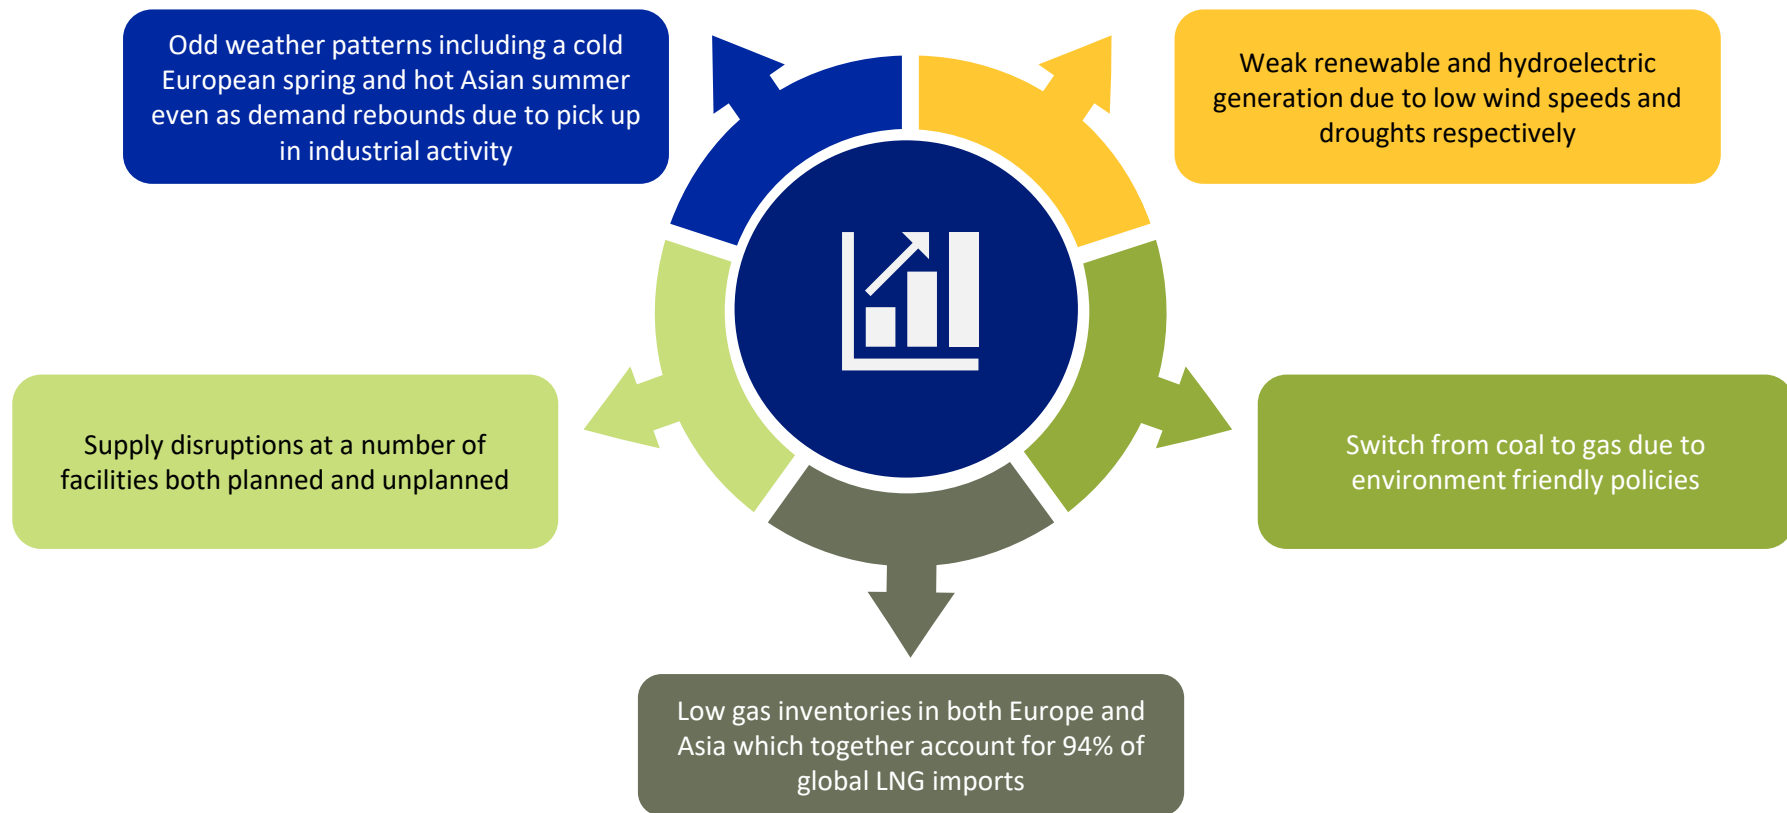 Odd weather patterns including a cold
European spring and hot Asian summer
even as demand rebounds due to pick up
in industrial activity
Weak renewable and hydroelectric
generation due to low wind speeds and
droughts respectively
Supply disruptions at a number of
facilities both planned and unplanned
Switch from coal to gas due to
environment friendly policies
Low gas inventories in both Europe and
Asia which together account for 94% of
global LNG imports